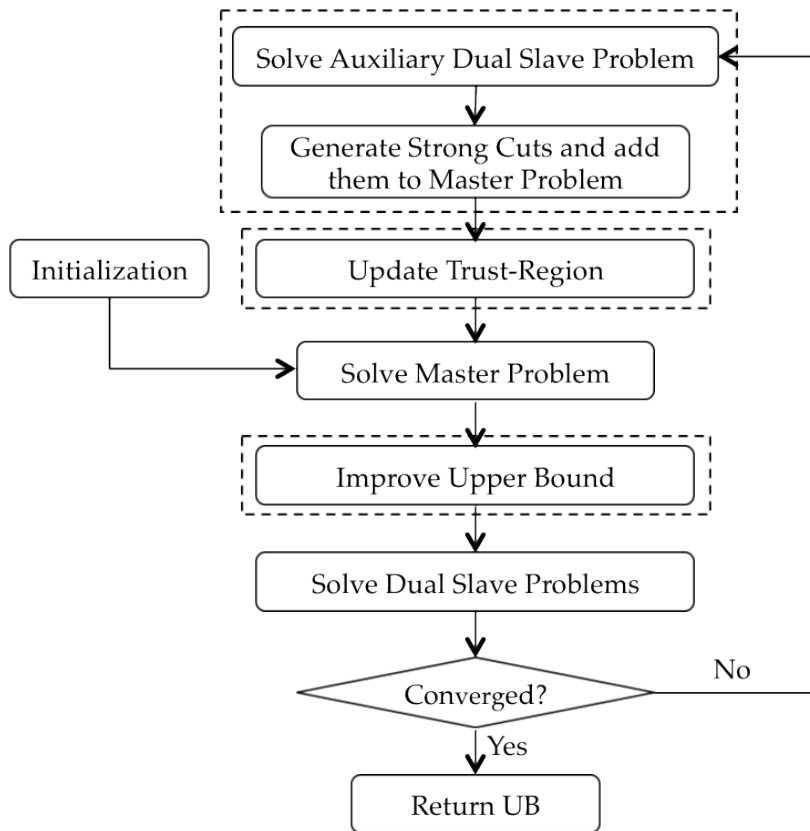 Solve Auxiliary Dual Slave Problem
Generate Strong Cuts and add
them to Master Problem
Initialization
Update Trust-Region
Solve Master Problem
Improve Upper Bound
Solve Dual Slave Problems
Converged?
No
Yes
Return UB